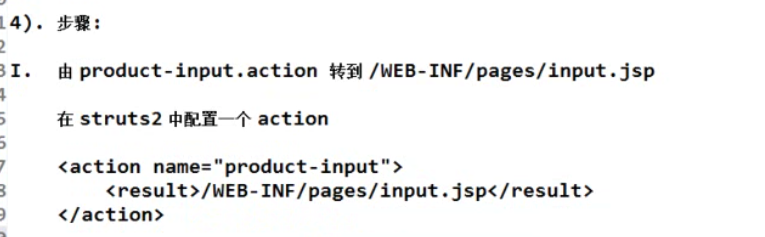 4). 步骤:
I. 由 product-input.action 转到 /WEB-INF/pages/input.jsp
在 struts2 中配置一个 action
<action name="product-input">
<result>/WEB-INF/pages/input.jsp</result>
</action>